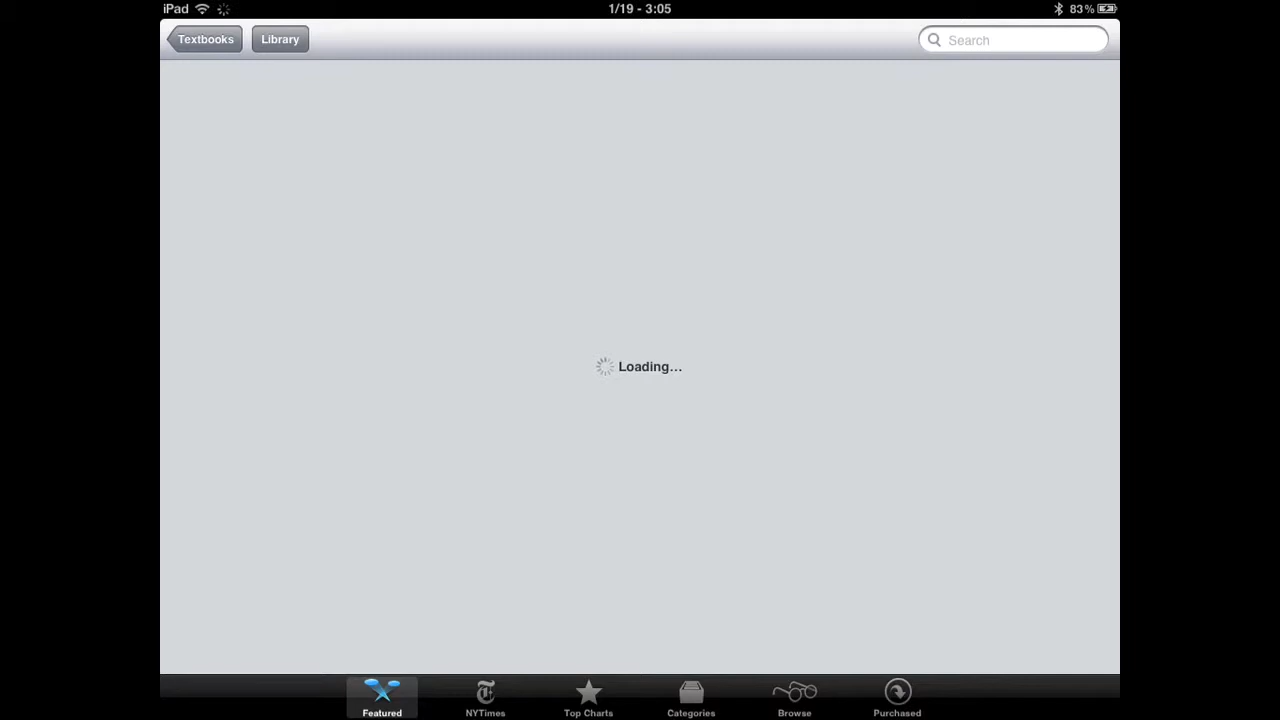 iPad
1/19 - 3:05
83%
Textbooks
Library
Search
Loading...
Featured
NYTimes
Top Charts
Categories
Browse
Purchased